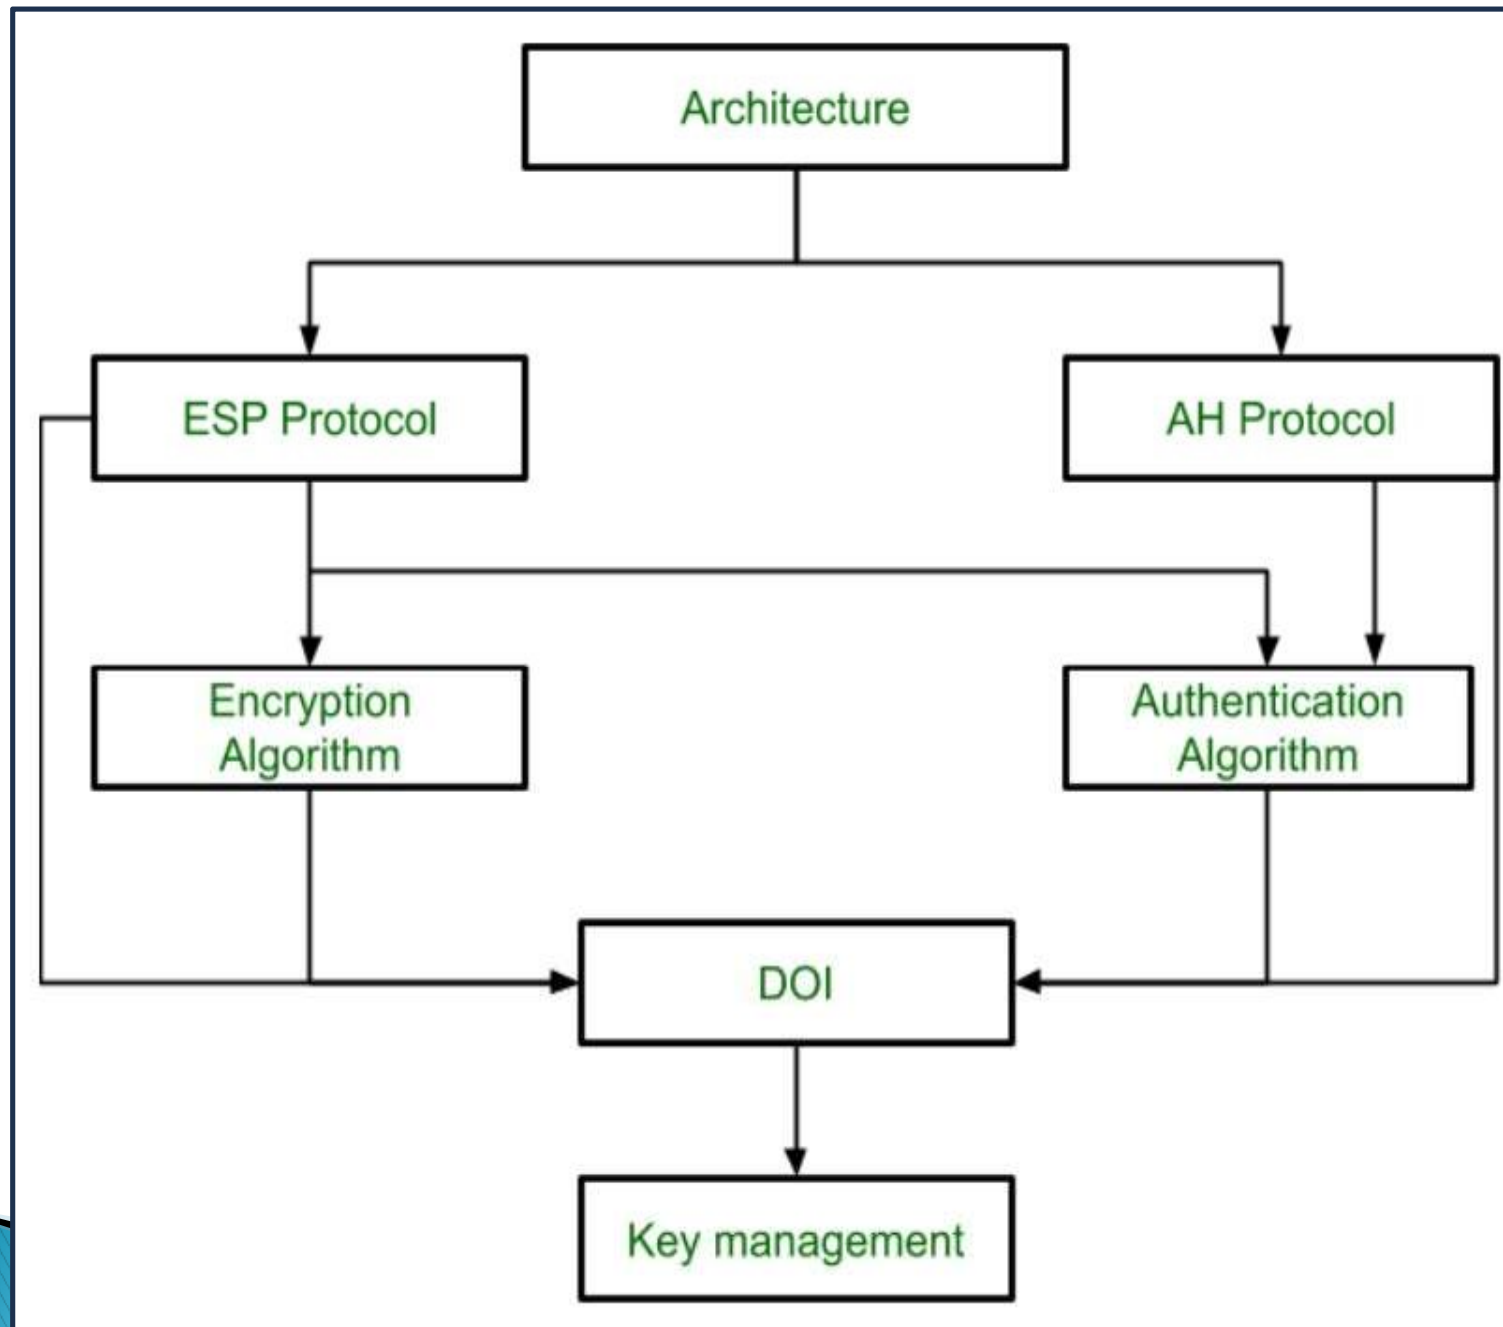 Architecture
ESP Protocol
AH Protocol
Encryption
Algorithm
Authentication
Algorithm
DOI
Key management